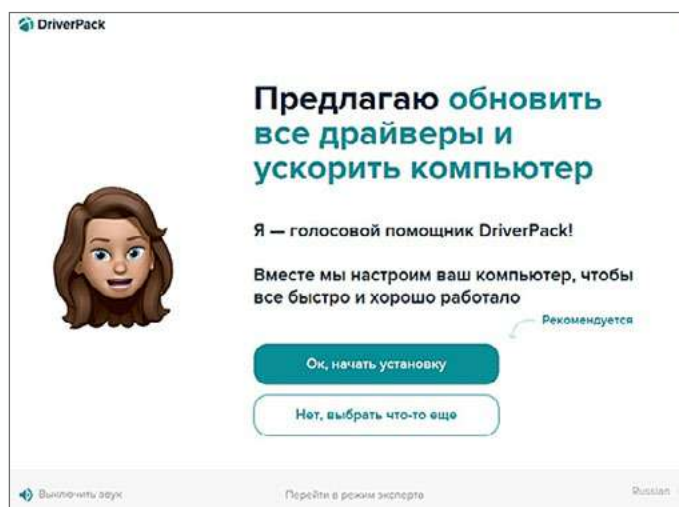 DriverPack
Предлагаю обновить
все драйверы и
ускорить компьютер
Я — голосовой помощник DriverPack!
Вместе мы настроим ваш компьютер, чтобы
все быстро и хорошо работало
Рекомендуется
Ок, начать установку
Нет, выбрать что-то еще
Выключить звук
Перейти в режим эксперта
Russian